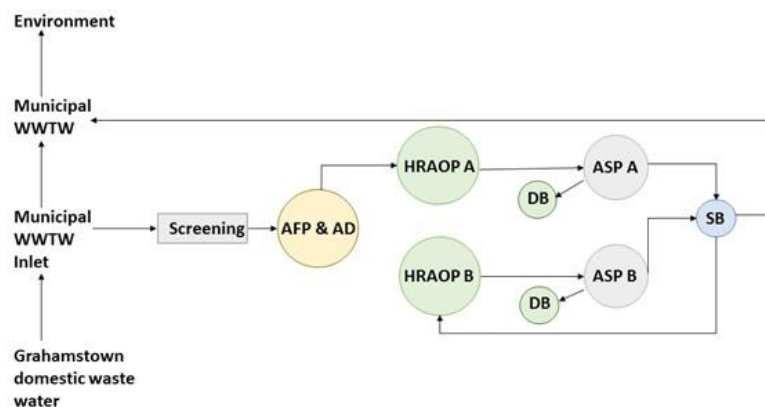 Environment
Municipal
WWTW
HRAOP A
ASP A
DB
Municipal
WWTW
Inlet
Screening
AFP & AD
SB
HRAOP B
ASP B
DB
Grahamstown
domestic waste
water